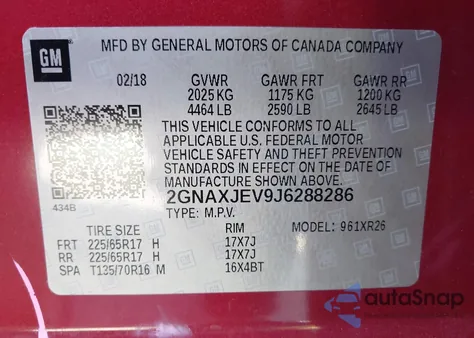 GM
MFD BY GENERAL MOTORS OF CANADA COMPANY
02/18 GVWR GAWR FRT GAWR RR
2025 KG 1175 KG 1200 KG
4464 LB 2590 LB 2645 LB
THIS VEHICLE CONFORMS TO ALL
APPLICABLE U.S. FEDERAL MOTOR
VEHICLE SAFETY AND THEFT PREVENTION
STANDARDS IN EFFECT ON THE DATE OF
MANUFACTURE SHOWN ABOVE.
434B
2GNAXJEV9J6288286
TYPE: M.P.V. MODEL: 961XR26
TIRE SIZE RIM
FRT 225/65R17 H 17X7J
RR 225/65R17 H 17X7J
SPA T135/70R16 M 16X4BT
autoSnap